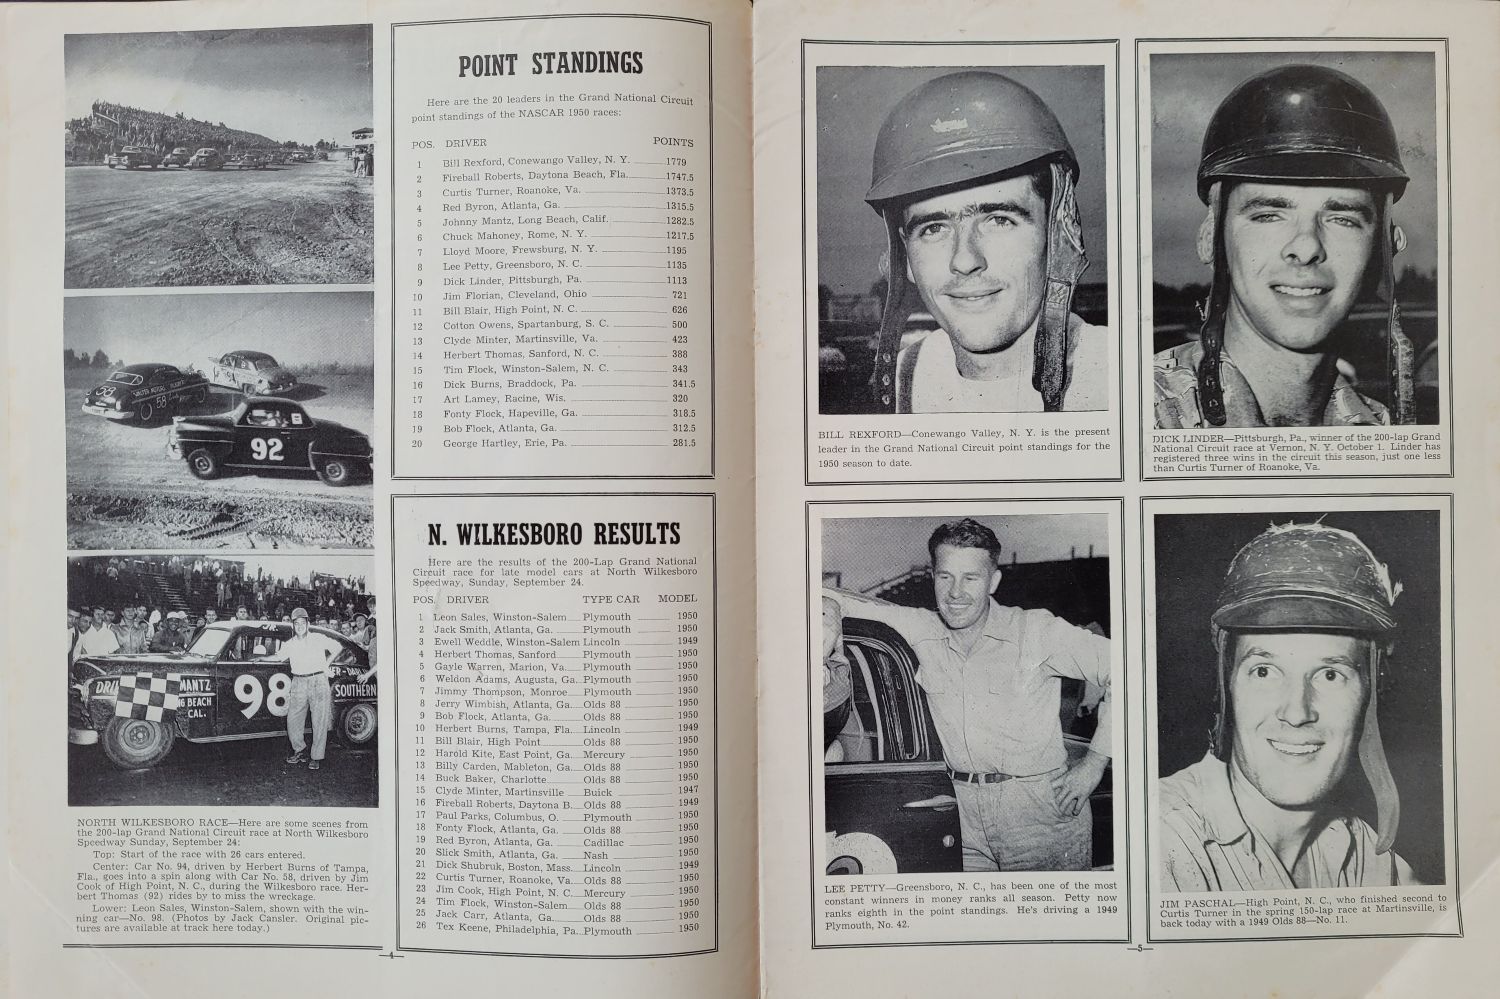 92
58
58
DRI
MANTZ
G BEACH
CAL.
98
ER-DARL
SOUTHERN
NORTH WILKESBORO RACE—Here are some scenes from
the 200-lap Grand National Circuit race at North Wilkesboro
Speedway Sunday, September 24:
Top: Start of the race with 26 cars entered.
Center: Car No. 94, driven by Herbert Burns of Tampa,
Fla., goes into a spin along with Car No. 58, driven by Jim
Cook of High Point, N. C., during the Wilkesboro race. Her-
bert Thomas (92) rides by to miss the wreckage.
Lower: Leon Sales, Winston-Salem, shown with the win-
ning car—No. 98. (Photos by Jack Cansler. Original pic-
tures are available at track here today.)
POINT STANDINGS
Here are the 20 leaders in the Grand National Circuit
point standings of the NASCAR 1950 races:
POS. DRIVER POINTS
1 Bill Rexford, Conewango Valley, N. Y. 1779
2 Fireball Roberts, Daytona Beach, Fla. 1747.5
3 Curtis Turner, Roanoke, Va. 1373.5
4 Red Byron, Atlanta, Ga. 1315.5
5 Johnny Mantz, Long Beach, Calif. 1282.5
6 Chuck Mahoney, Rome, N. Y. 1217.5
7 Lloyd Moore, Frewsburg, N. Y. 1195
8 Lee Petty, Greensboro, N. C. 1135
9 Dick Linder, Pittsburgh, Pa. 1113
10 Jim Florian, Cleveland, Ohio 721
11 Bill Blair, High Point, N. C. 626
12 Cotton Owens, Spartanburg, S. C. 500
13 Clyde Minter, Martinsville, Va. 423
14 Herbert Thomas, Sanford, N. C. 388
15 Tim Flock, Winston-Salem, N. C. 343
16 Dick Burns, Braddock, Pa. 341.5
17 Art Lamey, Racine, Wis. 320
18 Fonty Flock, Hapeville, Ga. 318.5
19 Bob Flock, Atlanta, Ga. 312.5
20 George Hartley, Erie, Pa. 281.5
N. WILKESBORO RESULTS
Here are the results of the 200-Lap Grand National
Circuit race for late model cars at North Wilkesboro
Speedway, Sunday, September 24.
POS. DRIVER TYPE CAR MODEL
1 Leon Sales, Winston-Salem Plymouth 1950
2 Jack Smith, Atlanta, Ga. Plymouth 1950
3 Ewell Weddle, Winston-Salem Lincoln 1949
4 Herbert Thomas, Sanford Plymouth 1950
5 Gayle Warren, Marion, Va. Plymouth 1950
6 Weldon Adams, Augusta, Ga. Plymouth 1950
7 Jimmy Thompson, Monroe Plymouth 1950
8 Jerry Wimbish, Atlanta, Ga. Olds 88 1950
9 Bob Flock, Atlanta, Ga. Olds 88 1950
10 Herbert Burns, Tampa, Fla. Lincoln 1949
11 Bill Blair, High Point Olds 88 1950
12 Harold Kite, East Point, Ga. Mercury 1950
13 Billy Carden, Mableton, Ga. Olds 88 1950
14 Buck Baker, Charlotte Olds 88 1950
15 Clyde Minter, Martinsville Buick 1947
16 Fireball Roberts, Daytona B. Olds 88 1949
17 Paul Parks, Columbus, O. Plymouth 1950
18 Fonty Flock, Atlanta, Ga. Olds 88 1950
19 Red Byron, Atlanta, Ga. Cadillac 1950
20 Slick Smith, Atlanta, Ga. Nash 1950
21 Dick Shubruk, Boston, Mass. Lincoln 1949
22 Curtis Turner, Roanoke, Va. Olds 88 1950
23 Jim Cook, High Point, N. C. Mercury 1950
24 Tim Flock, Winston-Salem Olds 88 1950
25 Jack Carr, Atlanta, Ga. Olds 88 1950
26 Tex Keene, Philadelphia, Pa. Plymouth 1950
—4—
BILL REXFORD—Conewango Valley, N. Y. is the present
leader in the Grand National Circuit point standings for the
1950 season to date.
DICK LINDER—Pittsburgh, Pa., winner of the 200-lap Grand
National Circuit race at Vernon, N. Y. October 1. Linder has
registered three wins in the circuit this season, just one less
than Curtis Turner of Roanoke, Va.
LEE PETTY—Greensboro, N. C., has been one of the most
constant winners in money ranks all season. Petty now
ranks eighth in the point standings. He's driving a 1949
Plymouth, No. 42.
JIM PASCHAL—High Point, N. C., who finished second to
Curtis Turner in the spring 150-lap race at Martinsville, is
back today with a 1949 Olds 88—No. 11.
—5—